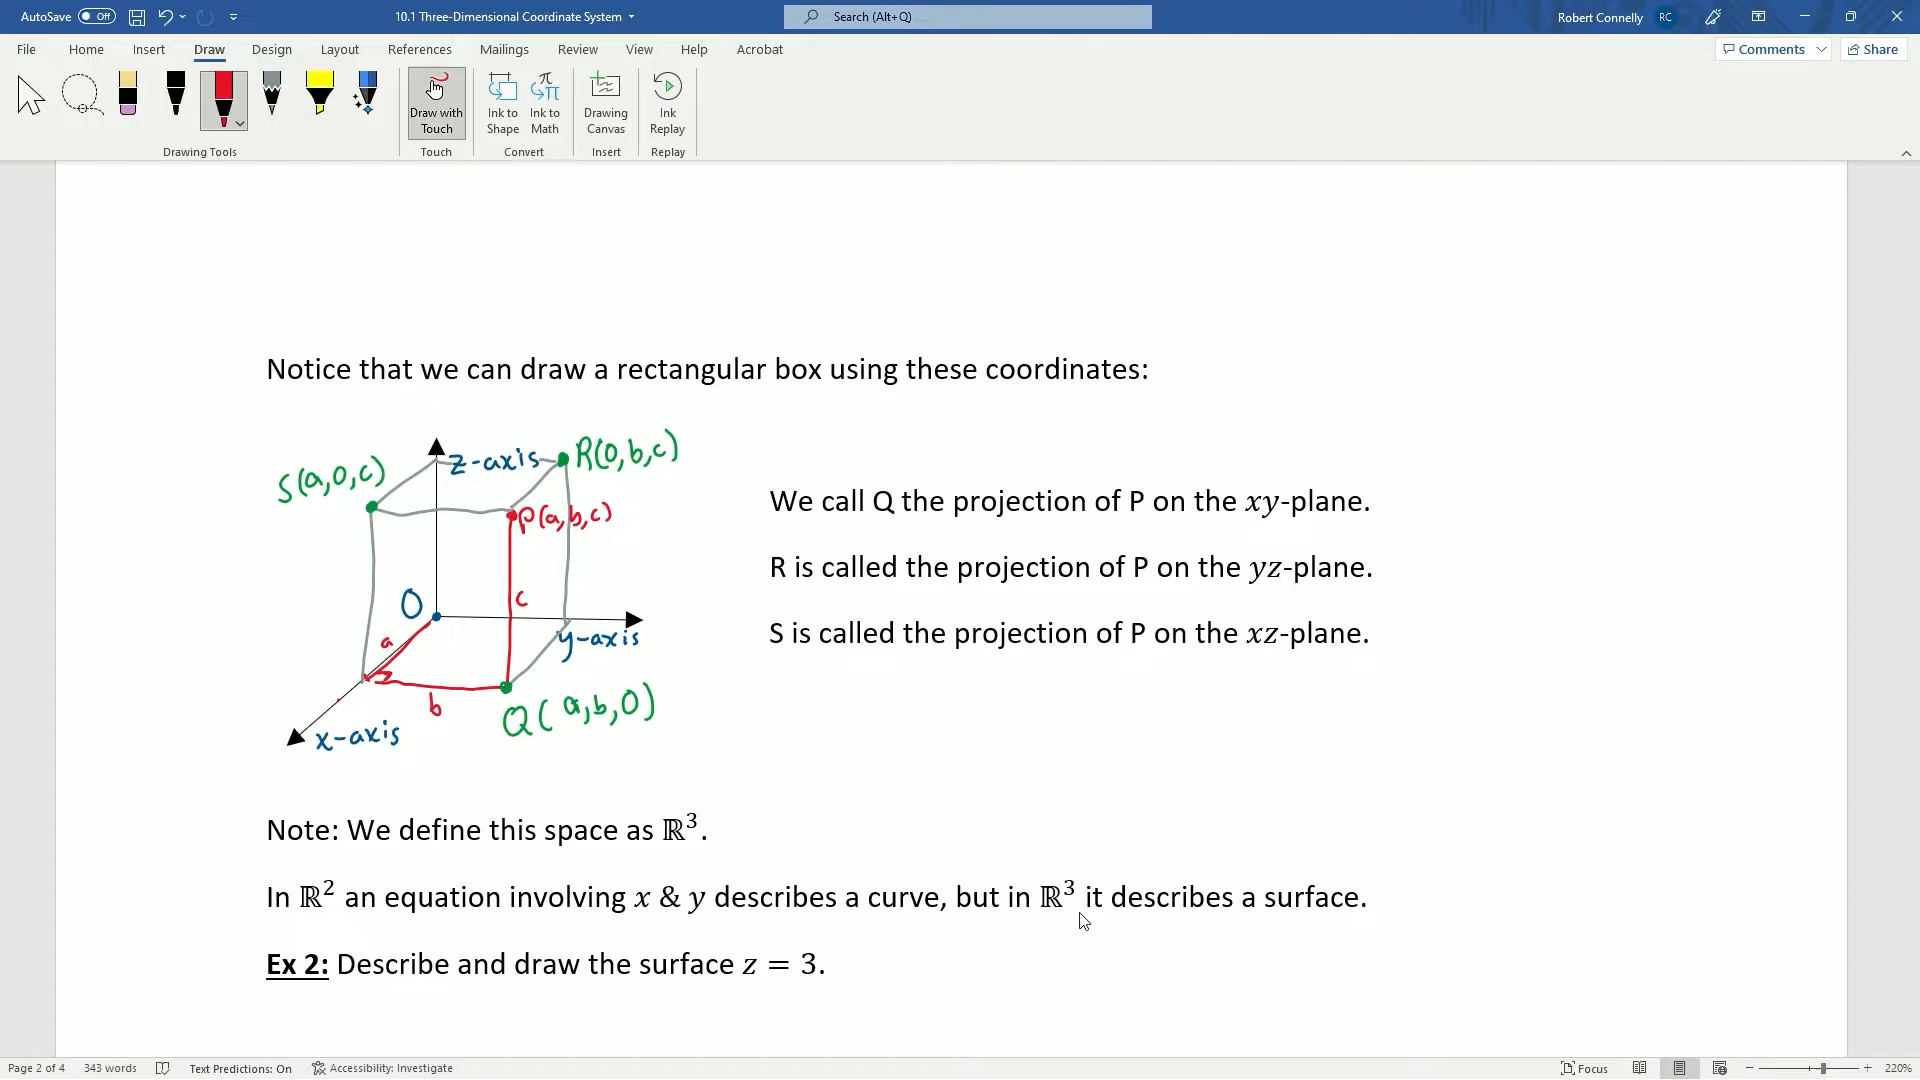 AutoSave Off 10.1 Three-Dimensional Coordinate System Search (Alt+Q) Robert Connelly RC
File Home Insert Draw Design Layout References Mailings Review View Help Acrobat Comments Share
Draw with Touch
Ink to Shape
Ink to Math
Drawing Canvas
Ink Replay
Drawing Tools Touch Convert Insert Replay
Notice that we can draw a rectangular box using these coordinates:
z-axis
R(0,b,c)
S(a,0,c)
P(a,b,c)
O
c
a
y-axis
b
Q(a,b,0)
x-axis
We call Q the projection of P on the xy-plane.
R is called the projection of P on the yz-plane.
S is called the projection of P on the xz-plane.
Note: We define this space as ℝ³.
In ℝ² an equation involving x & y describes a curve, but in ℝ³ it describes a surface.
Ex 2: Describe and draw the surface z = 3.
Page 2 of 4 343 words Text Predictions: On Accessibility: Investigate Focus 220%